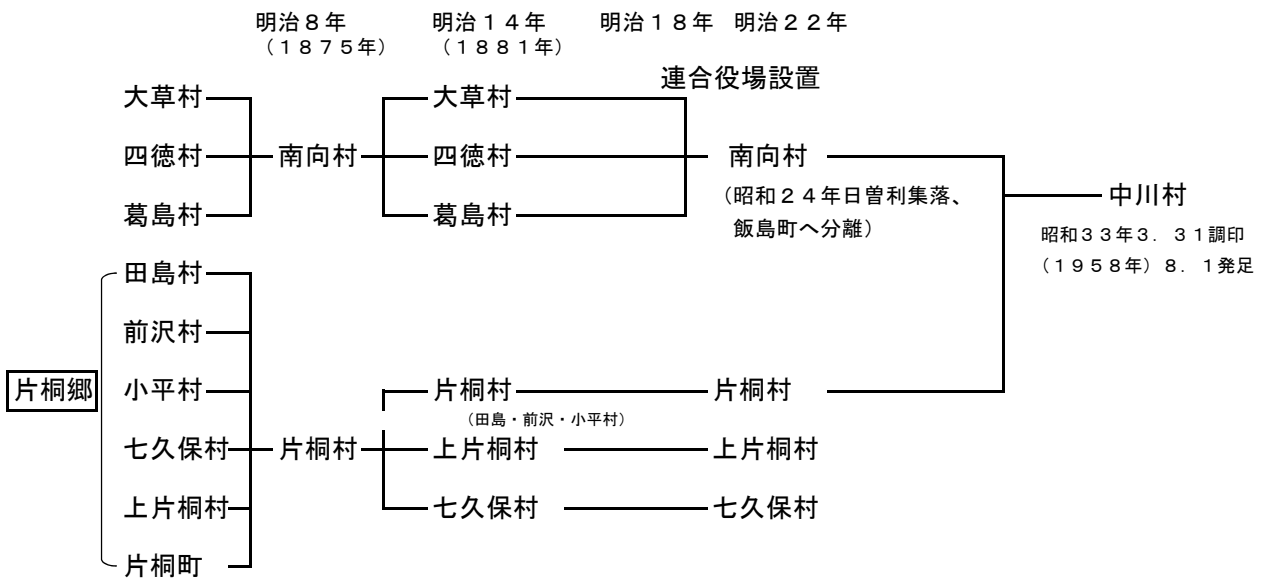 明治８年 明治１４年 明治１８年 明治２２年
（１８７５年） （１８８１年）
連合役場設置
大草村 大草村
四徳村 南向村 四徳村 南向村
（昭和２４年日曽利集落、
飯島町へ分離）
中川村
葛島村 葛島村
昭和３３年３．３１調印
（１９５８年）８．１発足
田島村
前沢村
片桐郷 小平村 片桐村 片桐村
（田島・前沢・小平村）
七久保村 片桐村 上片桐村 上片桐村
上片桐村 七久保村 七久保村
片桐町